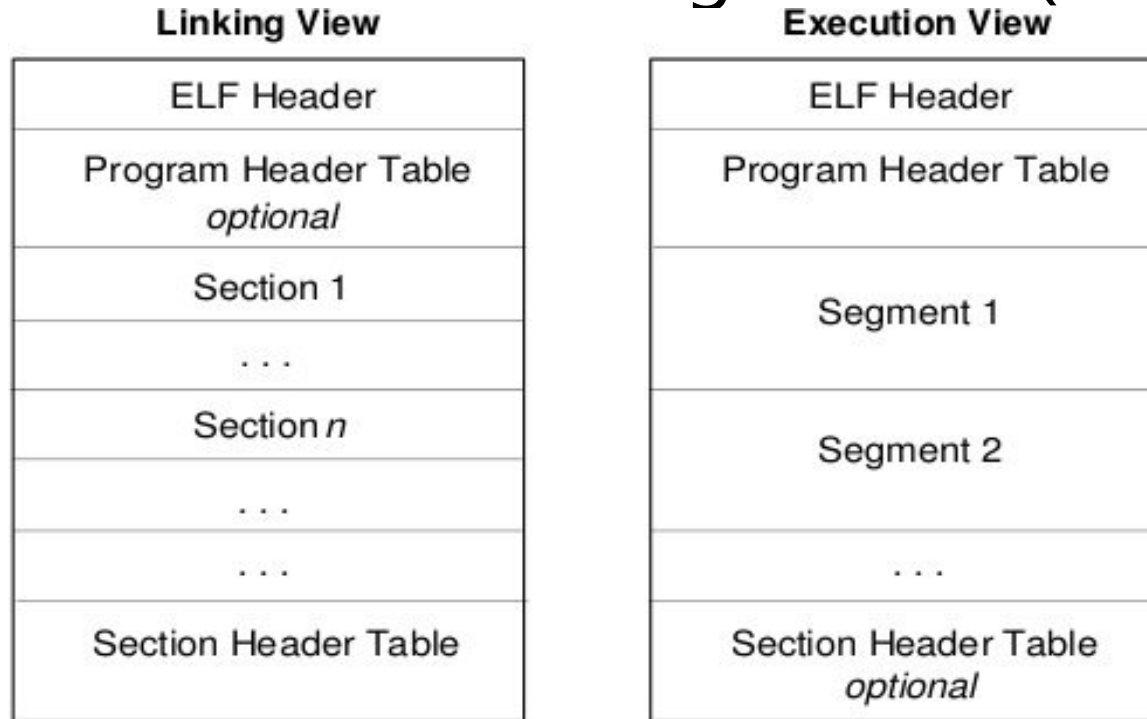 Linking View
ELF Header
Program Header Table
optional
Section 1
. . .
Section n
. . .
. . .
Section Header Table
Execution View
ELF Header
Program Header Table
Segment 1
Segment 2
. . .
Section Header Table
optional